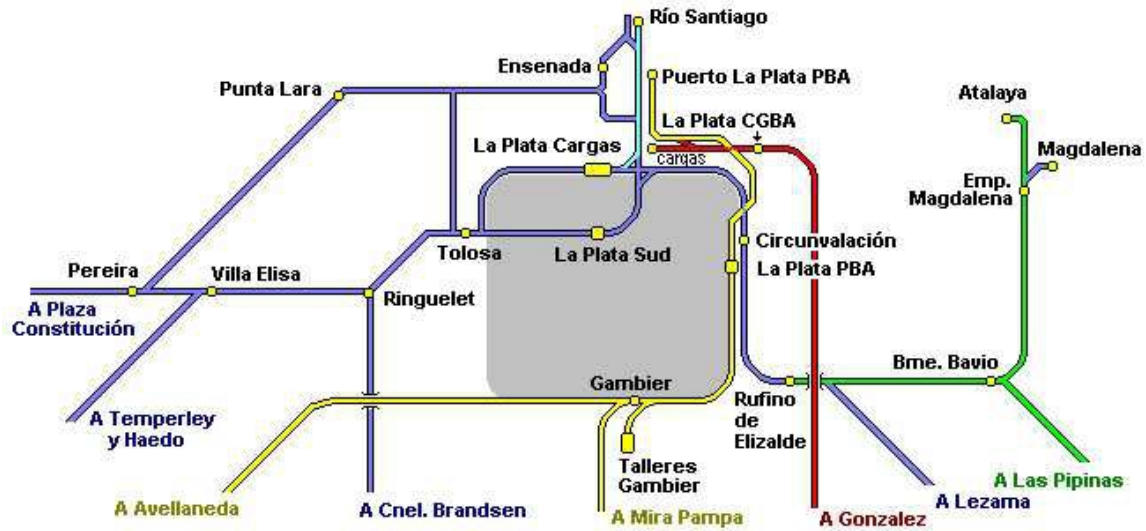 Río Santiago
Ensenada
Puerto La Plata PBA
Punta Lara
Atalaya
La Plata CGBA
La Plata Cargas
cargas
Magdalena
Emp.
Magdalena
Circunvalación
Tolosa
La Plata Sud
La Plata PBA
Pereira
Villa Elisa
Ringuelet
A Plaza
Constitución
Gambier
Bme. Bavio
Rufino
de
Elizalde
A Temperley
y Haedo
Talleres
Gambier
A Las Pipinas
A Avellaneda
A Cnel. Brandsen
A Mira Pampa
A Gonzalez
A Lezama